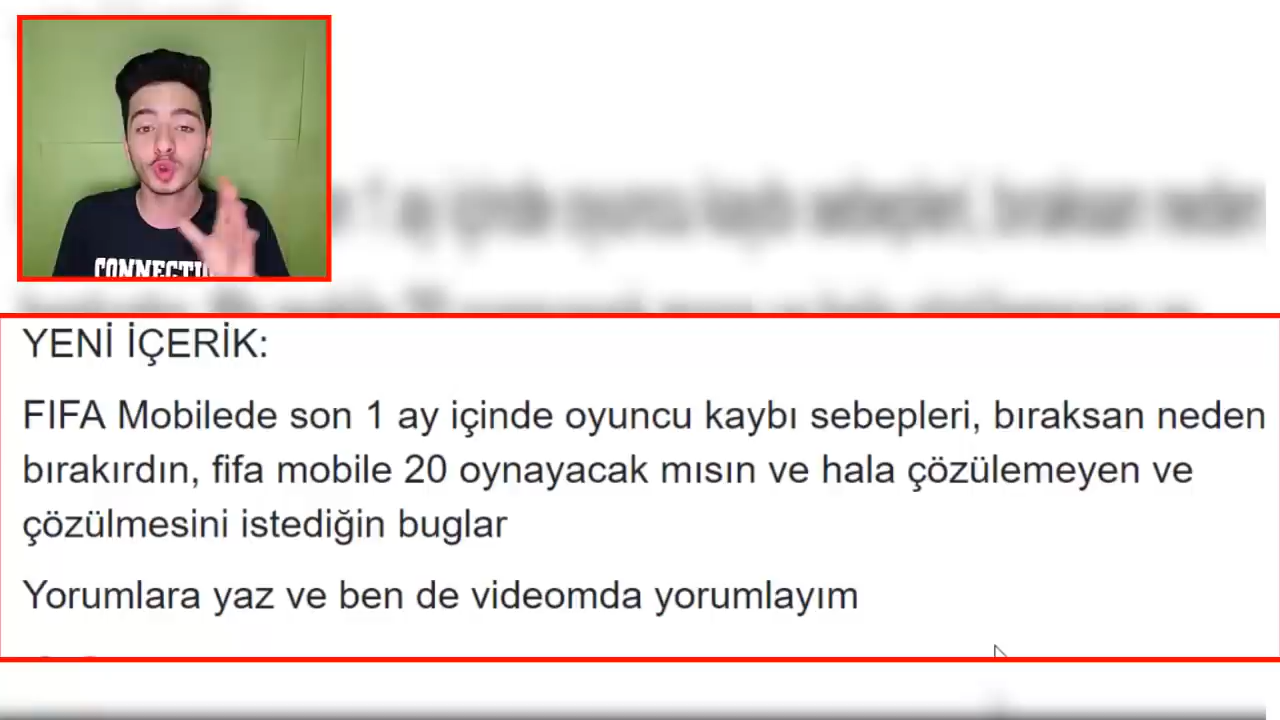 CONNECTI
YENİ İÇERİK:
FIFA Mobilede son 1 ay içinde oyuncu kaybı sebepleri, bıraksan neden
bırakırdın, fifa mobile 20 oynayacak mısın ve hala çözülemeyen ve
çözülmesini istediğin buglar
Yorumlara yaz ve ben de videomda yorumlayım